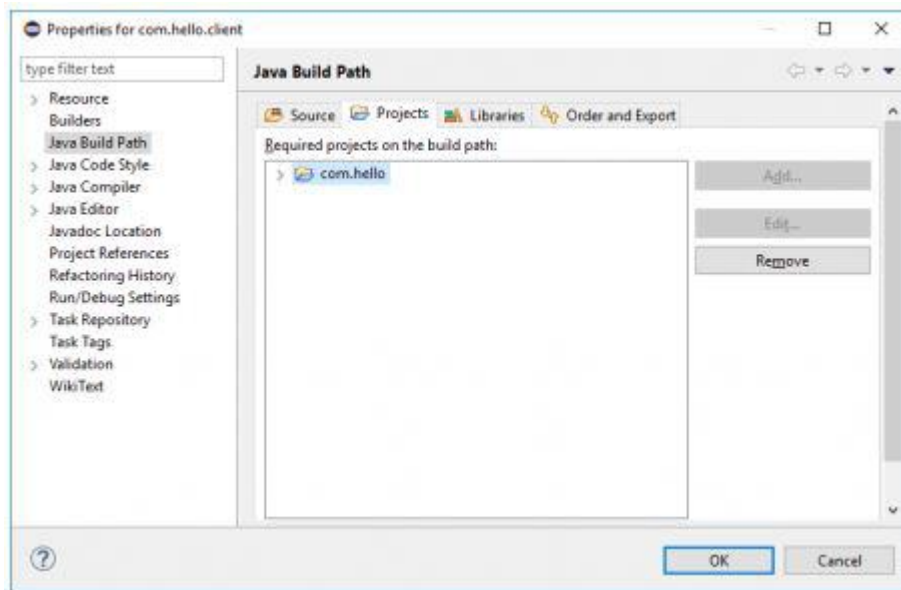 Properties for com.hello.client
type filter text
Resource
Builders
Java Build Path
Java Code Style
Java Compiler
Java Editor
Javadoc Location
Project References
Refactoring History
Run/Debug Settings
Task Repository
Task Tags
Validation
WikiText
Java Build Path
Source Projects Libraries Order and Export
Required projects on the build path:
com.hello
Add...
Edit...
Remove
OK Cancel